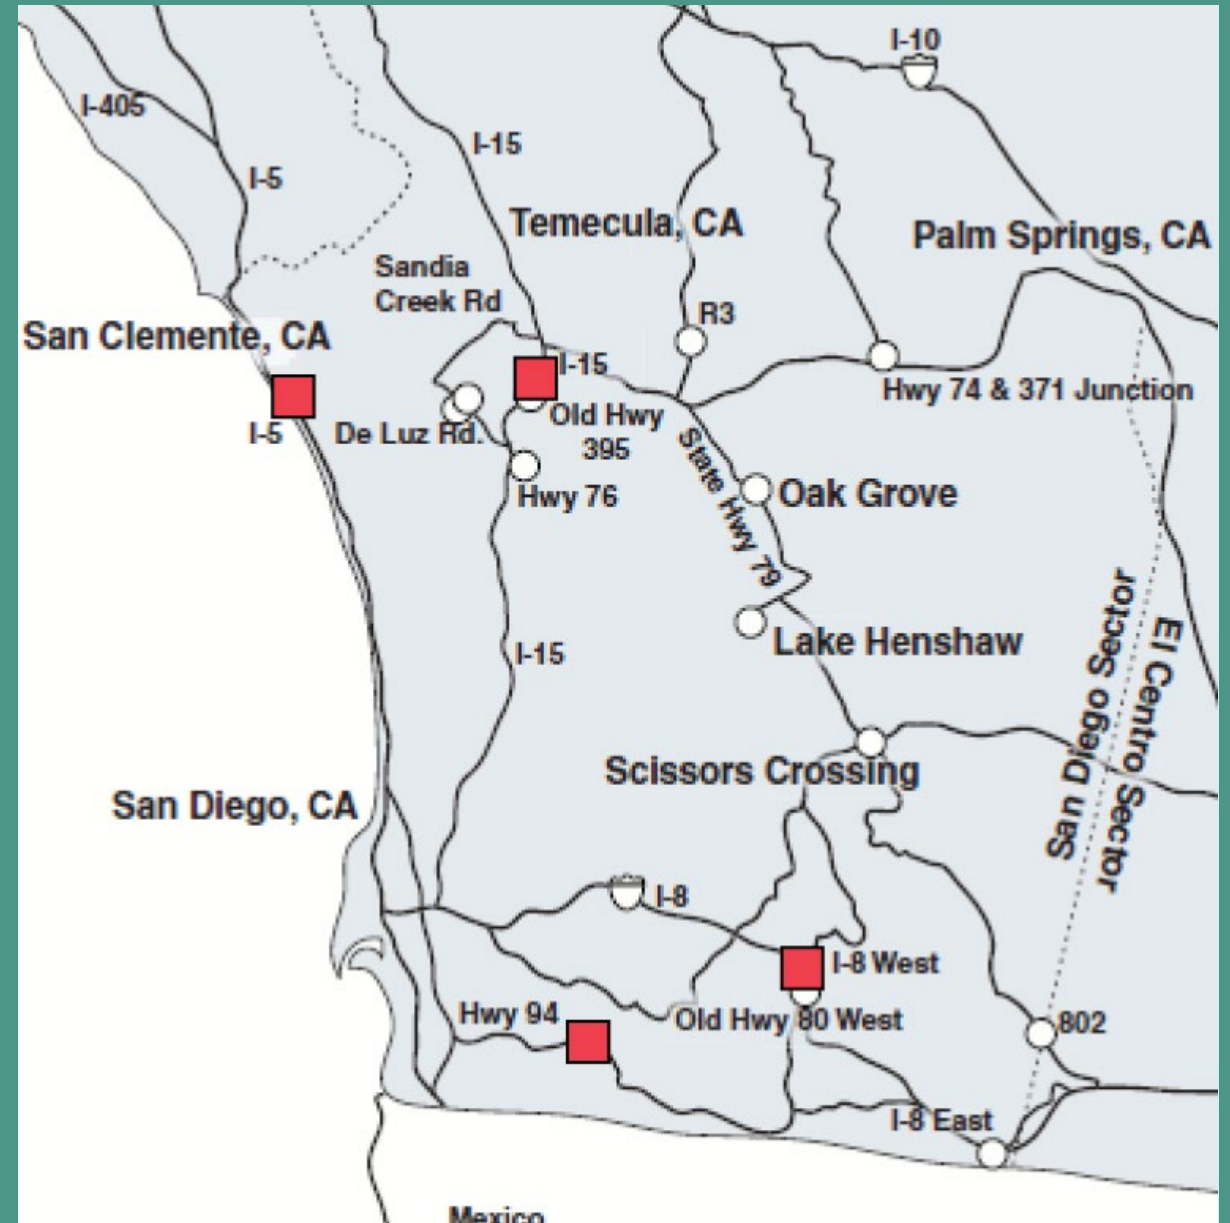 I-10
I-405
I-15
I-5
Temecula, CA
Palm Springs, CA
Sandia
Creek Rd
R3
San Clemente, CA
I-15
Hwy 74 & 371 Junction
Old Hwy
395
I-5
De Luz Rd.
State Hwy 79
Oak Grove
Hwy 76
Lake Henshaw
San Diego Sector
El Centro Sector
I-15
Scissors Crossing
San Diego, CA
I-8
I-8 West
Hwy 94
Old Hwy 80 West
802
I-8 East
Mexico